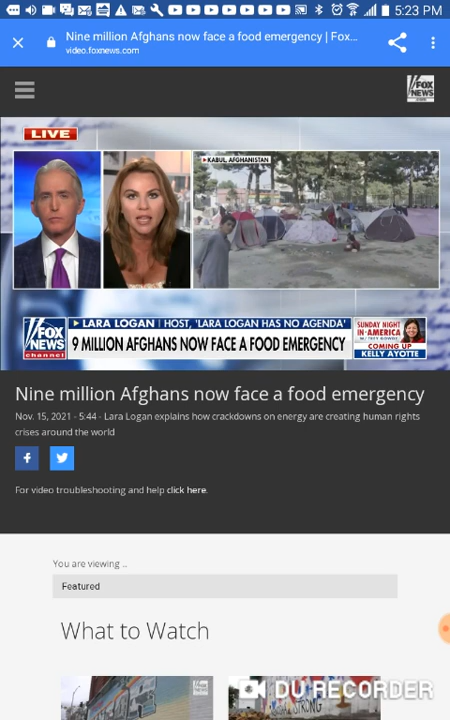 5:23 PM
Nine million Afghans now face a food emergency | Fox...
video.foxnews.com
FOX
NEWS
LIVE
KABUL, AFGHANISTAN
FOX
NEWS
channel
LARA LOGAN | HOST, 'LARA LOGAN HAS NO AGENDA'
9 MILLION AFGHANS NOW FACE A FOOD EMERGENCY
SUNDAY NIGHT
IN AMERICA
COMING UP
KELLY AYOTTE
Nine million Afghans now face a food emergency
Nov. 15, 2021 - 5:44 - Lara Logan explains how crackdowns on energy are creating human rights
crises around the world
For video troubleshooting and help click here.
You are viewing ...
Featured
What to Watch
DU RECORDER
STRONG